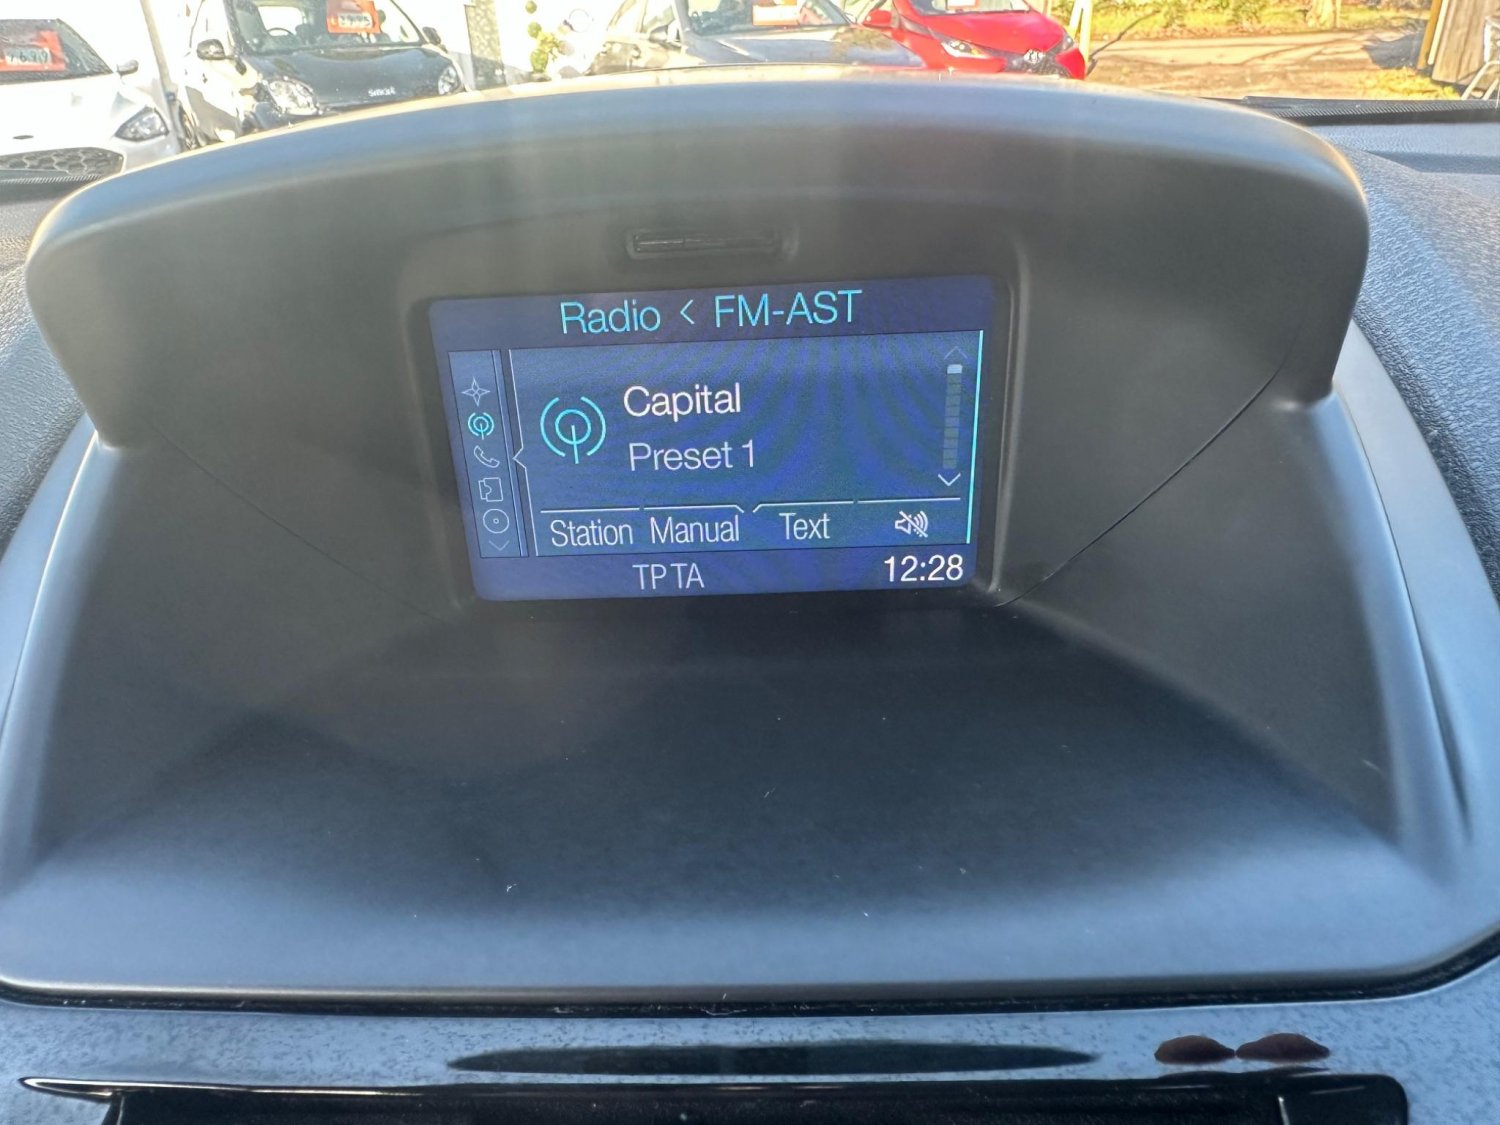 Radio < FM-AST
Capital
Preset 1
Station Manual Text
TP TA 12:28